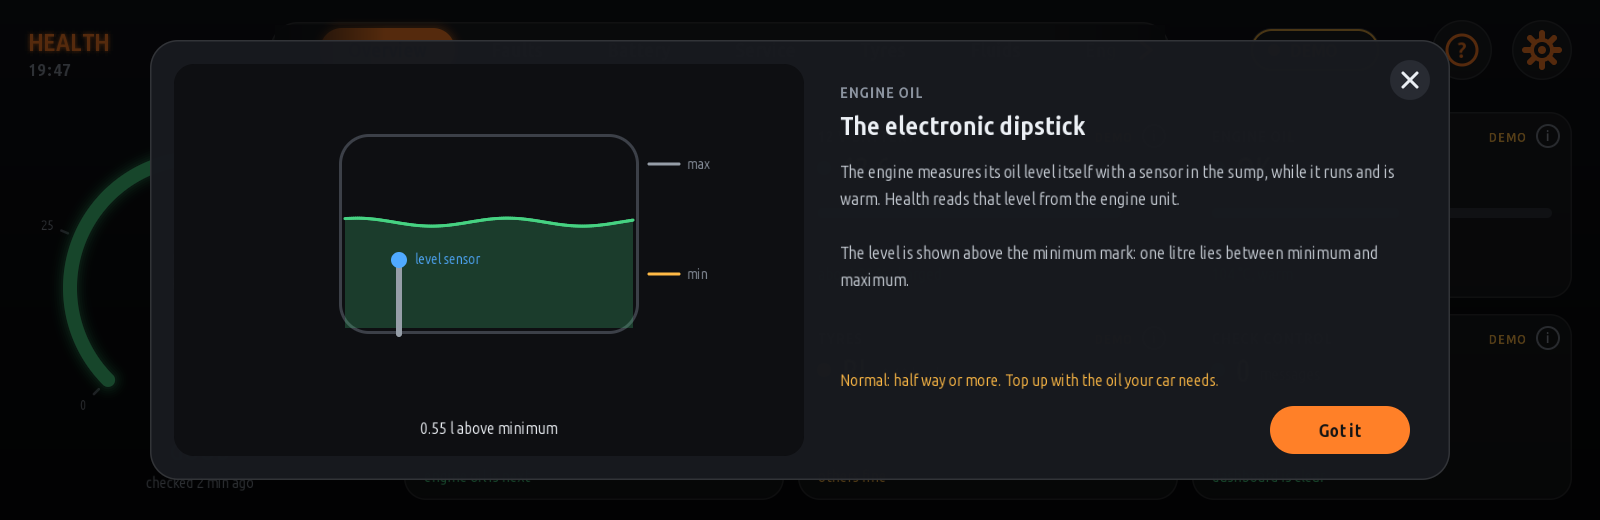 HEALTH
19:47
?
ENGINE OIL
The electronic dipstick
DEMO
i
The engine measures its oil level itself with a sensor in the sump, while it runs and is
warm. Health reads that level from the engine unit.
max
25
level sensor
min
The level is shown above the minimum mark: one litre lies between minimum and
maximum.
DEMO
i
Normal: half way or more. Top up with the oil your car needs.
0
0.55 l above minimum
Got it
checked 2 min ago